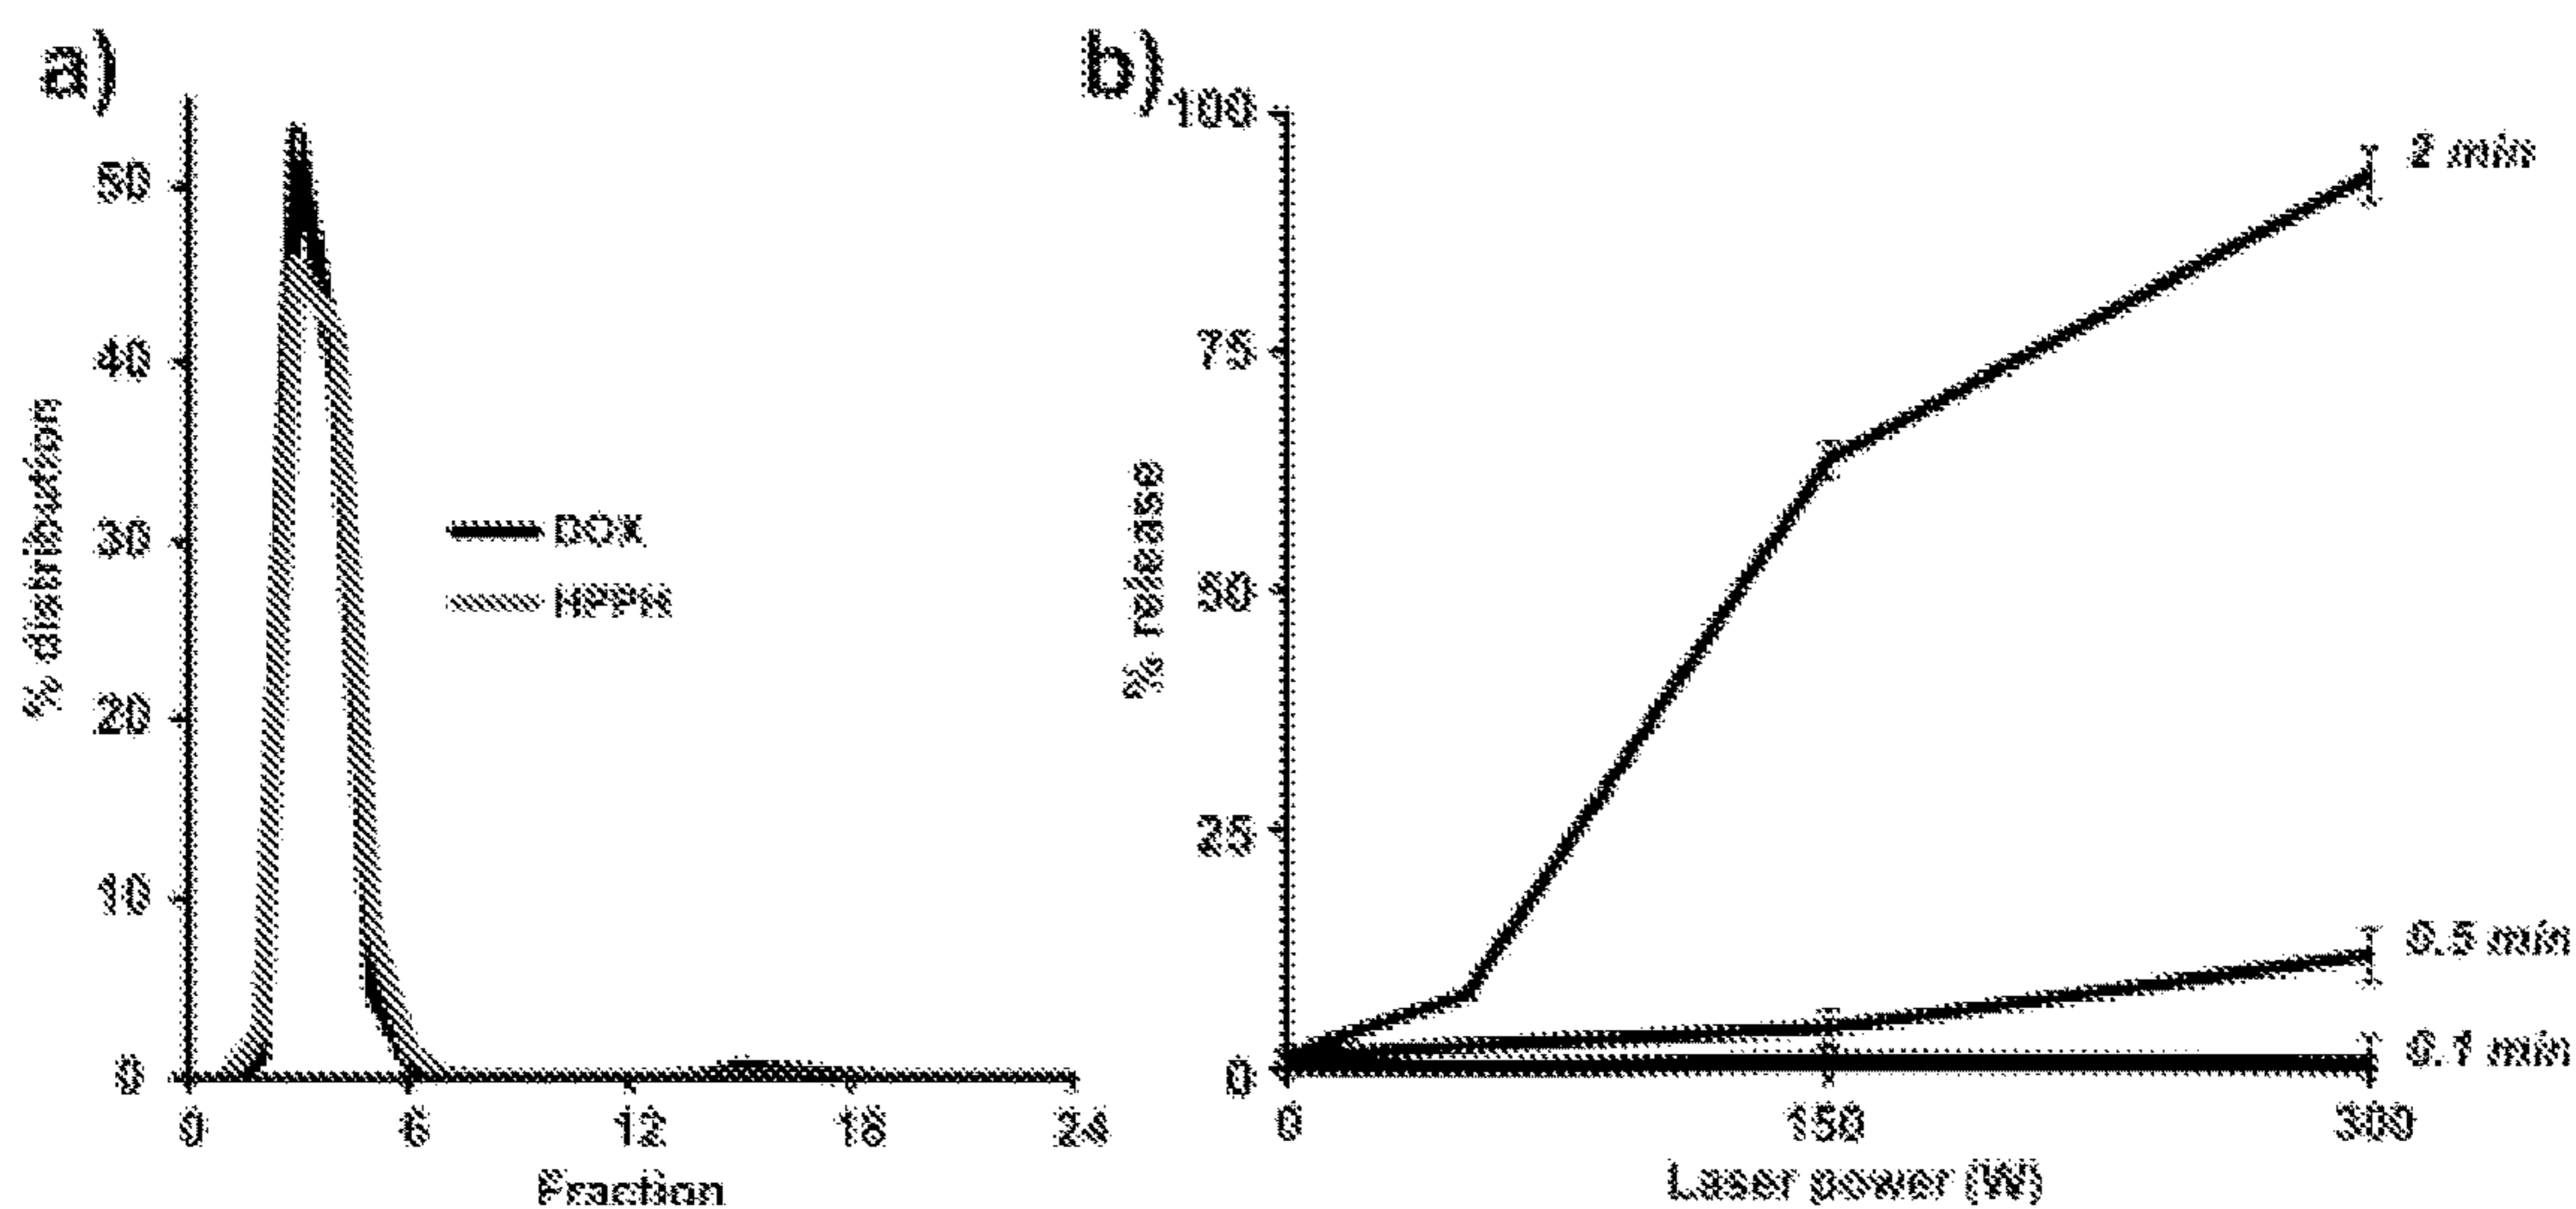 a)
% distribution
50
40
30
20
10
0
DOX
HPPH
0 6 12 18 24
Fraction
b)
% release
100
75
50
25
0
2 min
0.5 min
0.1 min
0 150 300
Laser power (W)